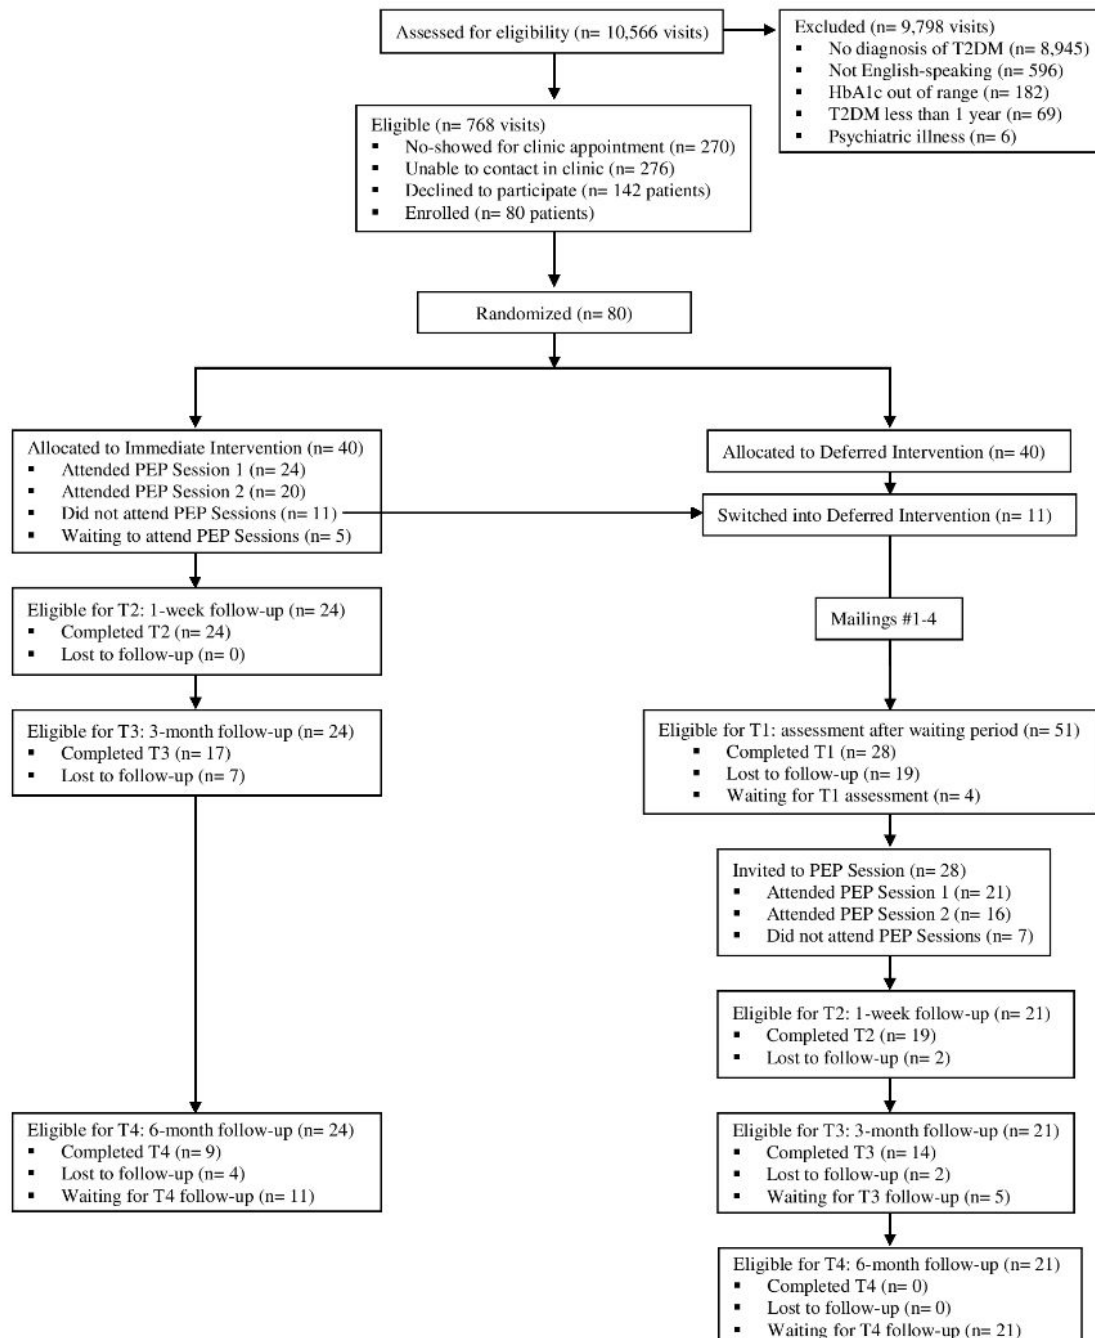 Assessed for eligibility (n= 10,566 visits)
Excluded (n= 9,798 visits)
▪ No diagnosis of T2DM (n= 8,945)
▪ Not English-speaking (n= 596)
▪ HbA1c out of range (n= 182)
▪ T2DM less than 1 year (n= 69)
▪ Psychiatric illness (n= 6)
Eligible (n= 768 visits)
▪ No-showed for clinic appointment (n= 270)
▪ Unable to contact in clinic (n= 276)
▪ Declined to participate (n= 142 patients)
▪ Enrolled (n= 80 patients)
Randomized (n= 80)
Allocated to Immediate Intervention (n= 40)
▪ Attended PEP Session 1 (n= 24)
▪ Attended PEP Session 2 (n= 20)
▪ Did not attend PEP Sessions (n= 11)
▪ Waiting to attend PEP Sessions (n= 5)
Allocated to Deferred Intervention (n= 40)
Switched into Deferred Intervention (n= 11)
Mailings #1-4
Eligible for T2: 1-week follow-up (n= 24)
▪ Completed T2 (n= 24)
▪ Lost to follow-up (n= 0)
Eligible for T3: 3-month follow-up (n= 24)
▪ Completed T3 (n= 17)
▪ Lost to follow-up (n= 7)
Eligible for T1: assessment after waiting period (n= 51)
▪ Completed T1 (n= 28)
▪ Lost to follow-up (n= 19)
▪ Waiting for T1 assessment (n= 4)
Invited to PEP Session (n= 28)
▪ Attended PEP Session 1 (n= 21)
▪ Attended PEP Session 2 (n= 16)
▪ Did not attend PEP Sessions (n= 7)
Eligible for T2: 1-week follow-up (n= 21)
▪ Completed T2 (n= 19)
▪ Lost to follow-up (n= 2)
Eligible for T4: 6-month follow-up (n= 24)
▪ Completed T4 (n= 9)
▪ Lost to follow-up (n= 4)
▪ Waiting for T4 follow-up (n= 11)
Eligible for T3: 3-month follow-up (n= 21)
▪ Completed T3 (n= 14)
▪ Lost to follow-up (n= 2)
▪ Waiting for T3 follow-up (n= 5)
Eligible for T4: 6-month follow-up (n= 21)
▪ Completed T4 (n= 0)
▪ Lost to follow-up (n= 0)
▪ Waiting for T4 follow-up (n= 21)